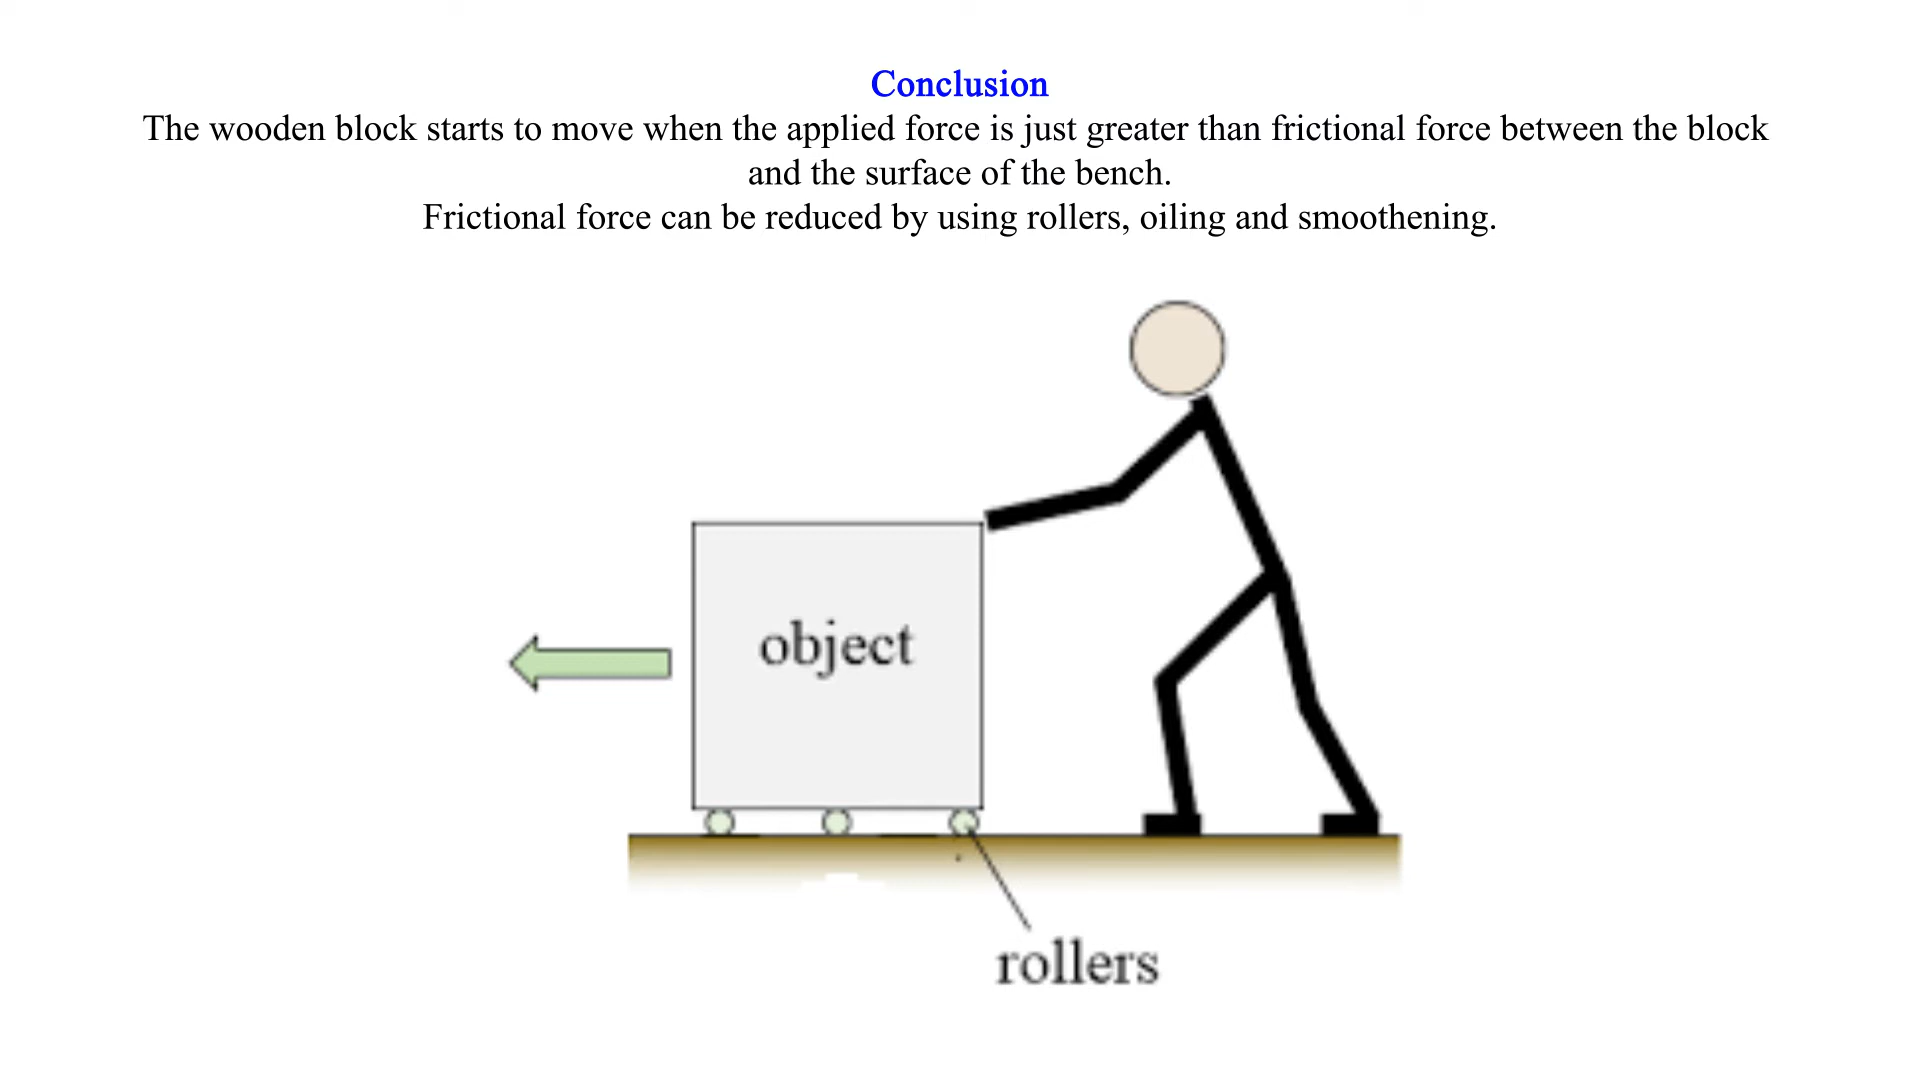 Conclusion
The wooden block starts to move when the applied force is just greater than frictional force between the block
and the surface of the bench.
Frictional force can be reduced by using rollers, oiling and smoothening.
object
rollers